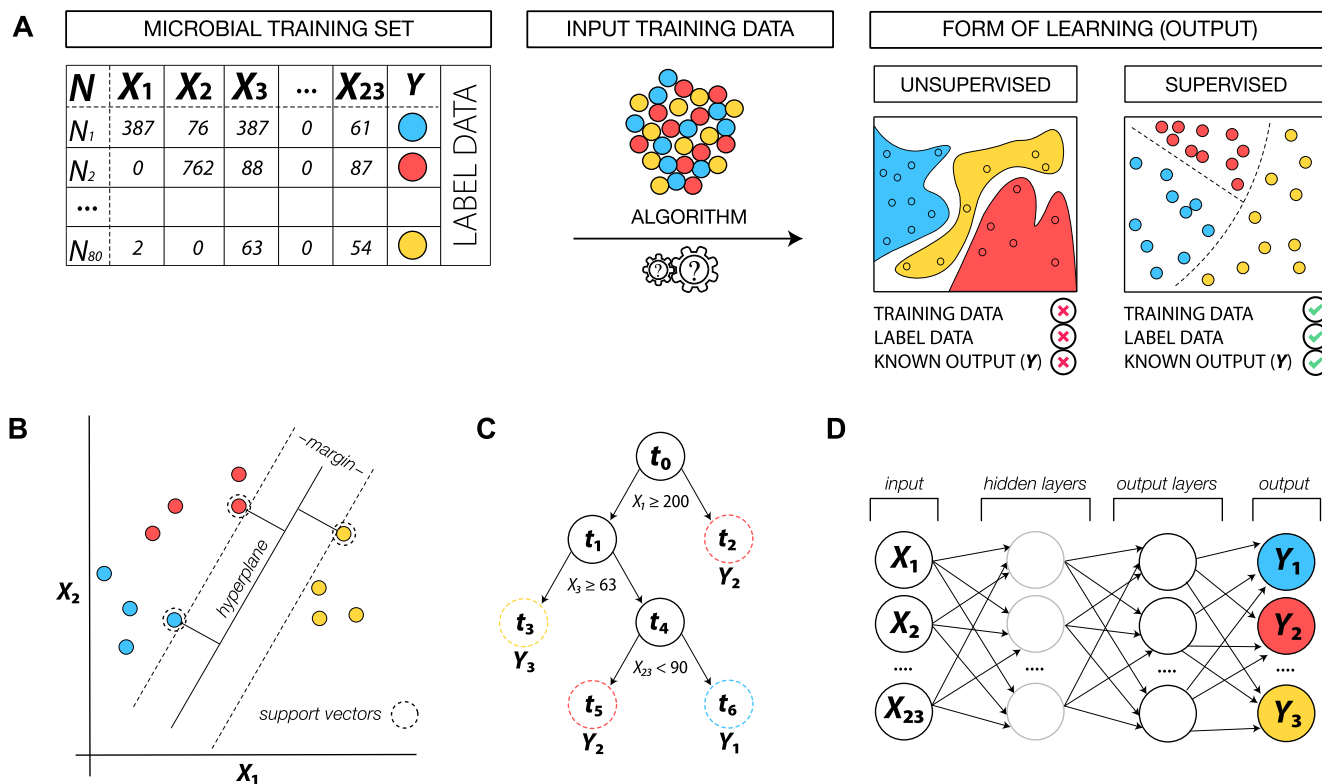 A
MICROBIAL TRAINING SET
INPUT TRAINING DATA
FORM OF LEARNING (OUTPUT)
N X1 X2 X3 ... X23 Y
N1 387 76 387 0 61
N2 0 762 88 0 87
...
N80 2 0 63 0 54
LABEL DATA
ALGORITHM
? ?
UNSUPERVISED
SUPERVISED
TRAINING DATA
LABEL DATA
KNOWN OUTPUT (Y)
TRAINING DATA
LABEL DATA
KNOWN OUTPUT (Y)
B
X2
–margin–
hyperplane
support vectors
X1
C
t0
X1 ≥ 200
t1
t2
Y2
X3 ≥ 63
t3
Y3
t4
X23 < 90
t5
Y2
t6
Y1
D
input
hidden layers
output layers
output
X1
Y1
X2
Y2
.... .... .... ....
X23
Y3